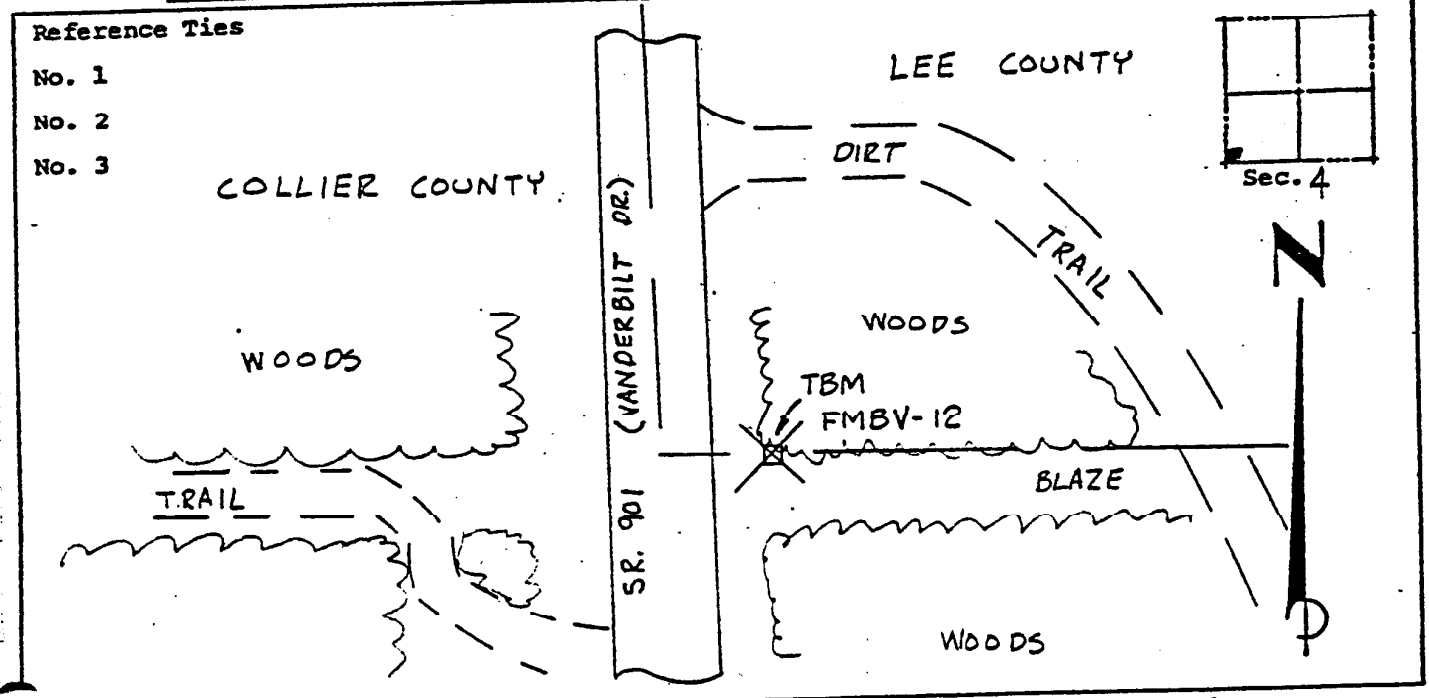 Reference Ties
No. 1
No. 2
No. 3
COLLIER COUNTY
LEE COUNTY
Sec. 4
N
DIRT
TRAIL
WOODS
WOODS
SR. 901 (VANDERBILT DR.)
TBM
FMBV-12
BLAZE
TRAIL
WOODS